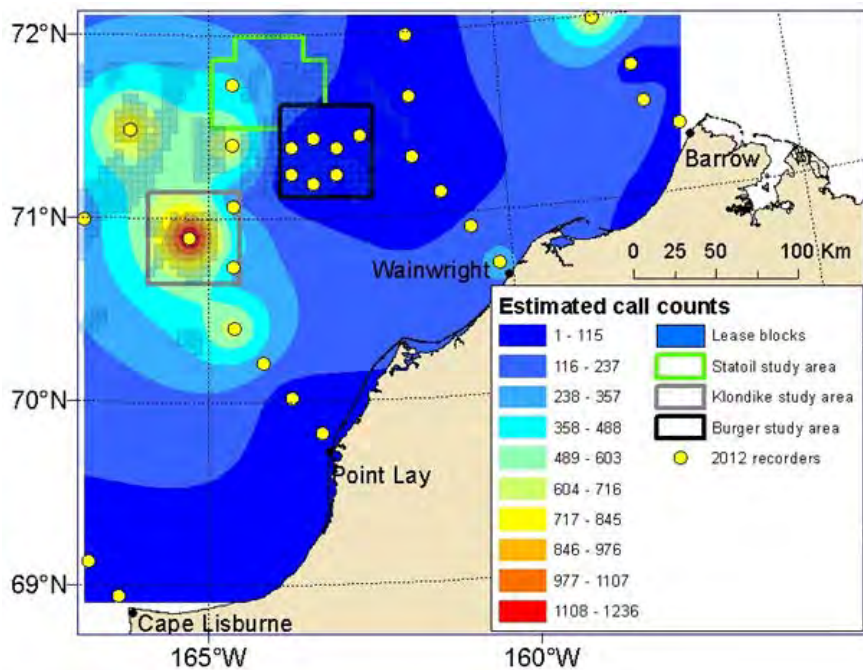 72°N
71°N
70°N
69°N
165°W
160°W
Barrow
Wainwright
Point Lay
Cape Lisburne
0 25 50 100 Km
Estimated call counts
1 - 115
116 - 237
238 - 357
358 - 488
489 - 603
604 - 716
717 - 845
846 - 976
977 - 1107
1108 - 1236
Lease blocks
Statoil study area
Klondike study area
Burger study area
2012 recorders